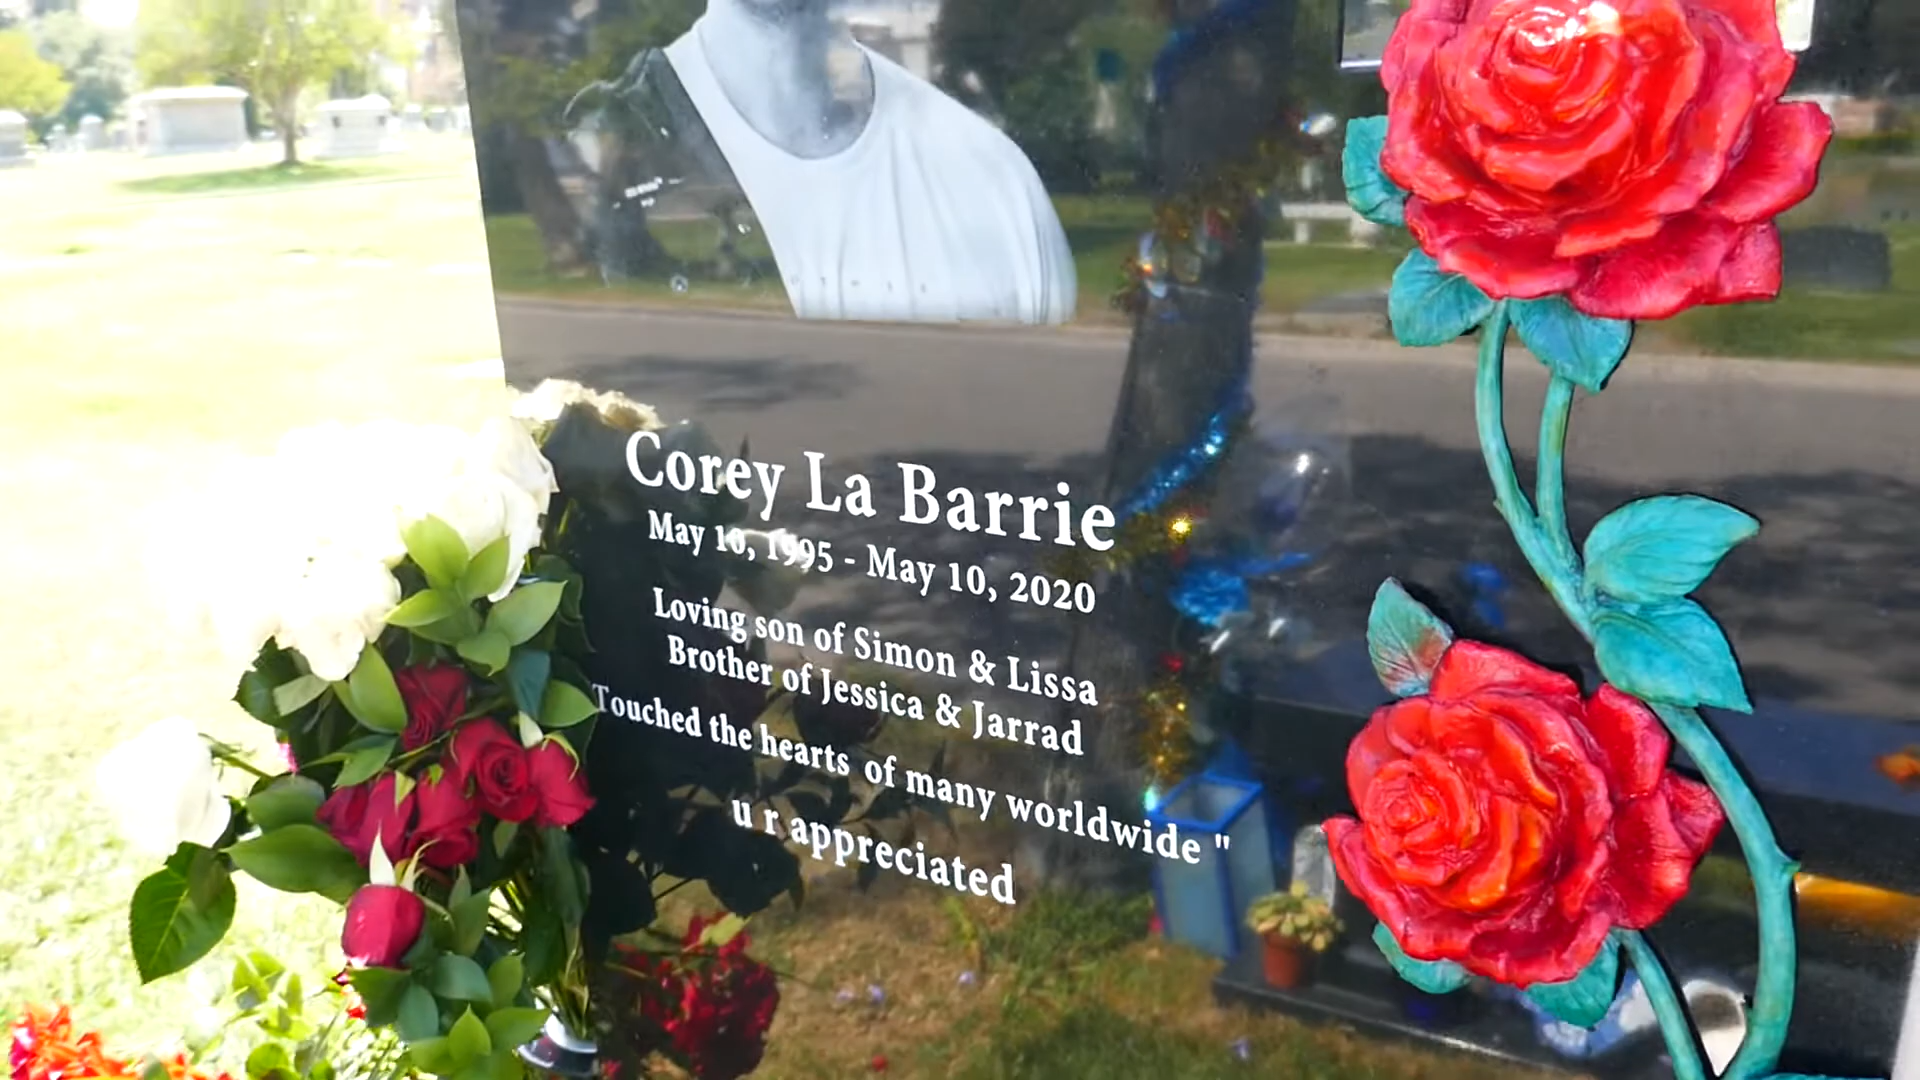 Corey La Barrie
May 10, 1995 - May 10, 2020
Loving son of Simon & Lissa
Brother of Jessica & Jarrad
Touched the hearts of many worldwide "
u r appreciated